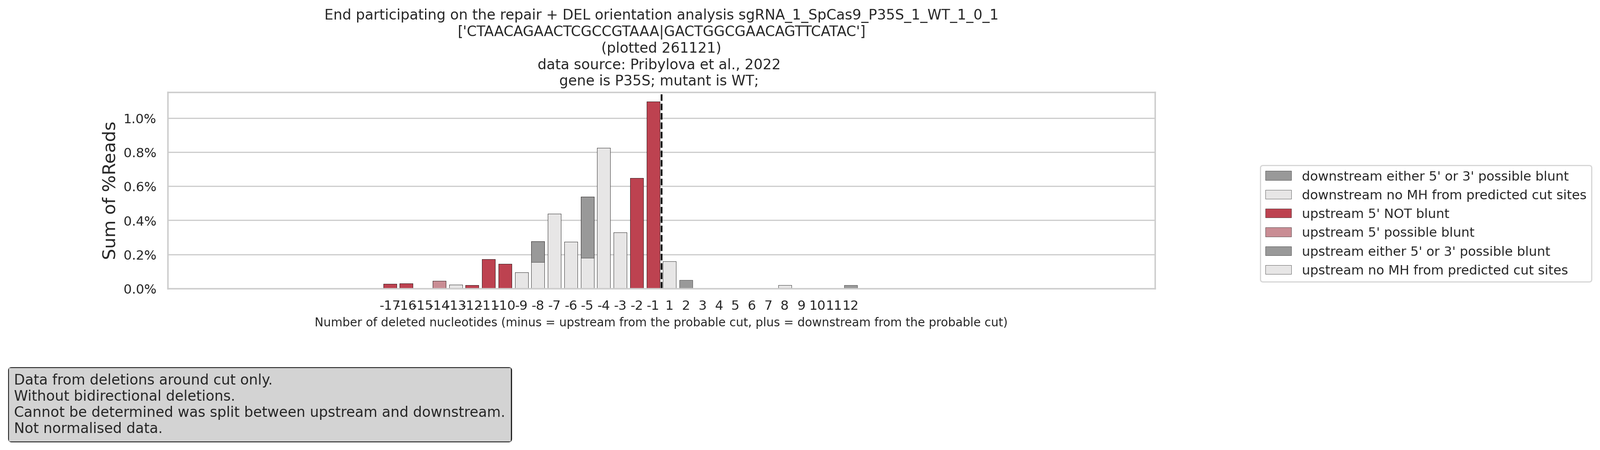 End participating on the repair + DEL orientation analysis sgRNA_1_SpCas9_P35S_1_WT_1_0_1
['CTAACAGAACTCGCCGTAAA|GACTGGCGAACAGTTCATAC']
(plotted 261121)
data source: Pribylova et al., 2022
gene is P35S; mutant is WT;
1.0%
0.8%
0.6%
0.4%
0.2%
0.0%
Sum of %Reads
-17 -16 -15 -14 -13 -12 -11 -10 -9 -8 -7 -6 -5 -4 -3 -2 -1 1 2 3 4 5 6 7 8 9 10 11 12
Number of deleted nucleotides (minus = upstream from the probable cut, plus = downstream from the probable cut)
downstream either 5' or 3' possible blunt
downstream no MH from predicted cut sites
upstream 5' NOT blunt
upstream 5' possible blunt
upstream either 5' or 3' possible blunt
upstream no MH from predicted cut sites
Data from deletions around cut only.
Without bidirectional deletions.
Cannot be determined was split between upstream and downstream.
Not normalised data.